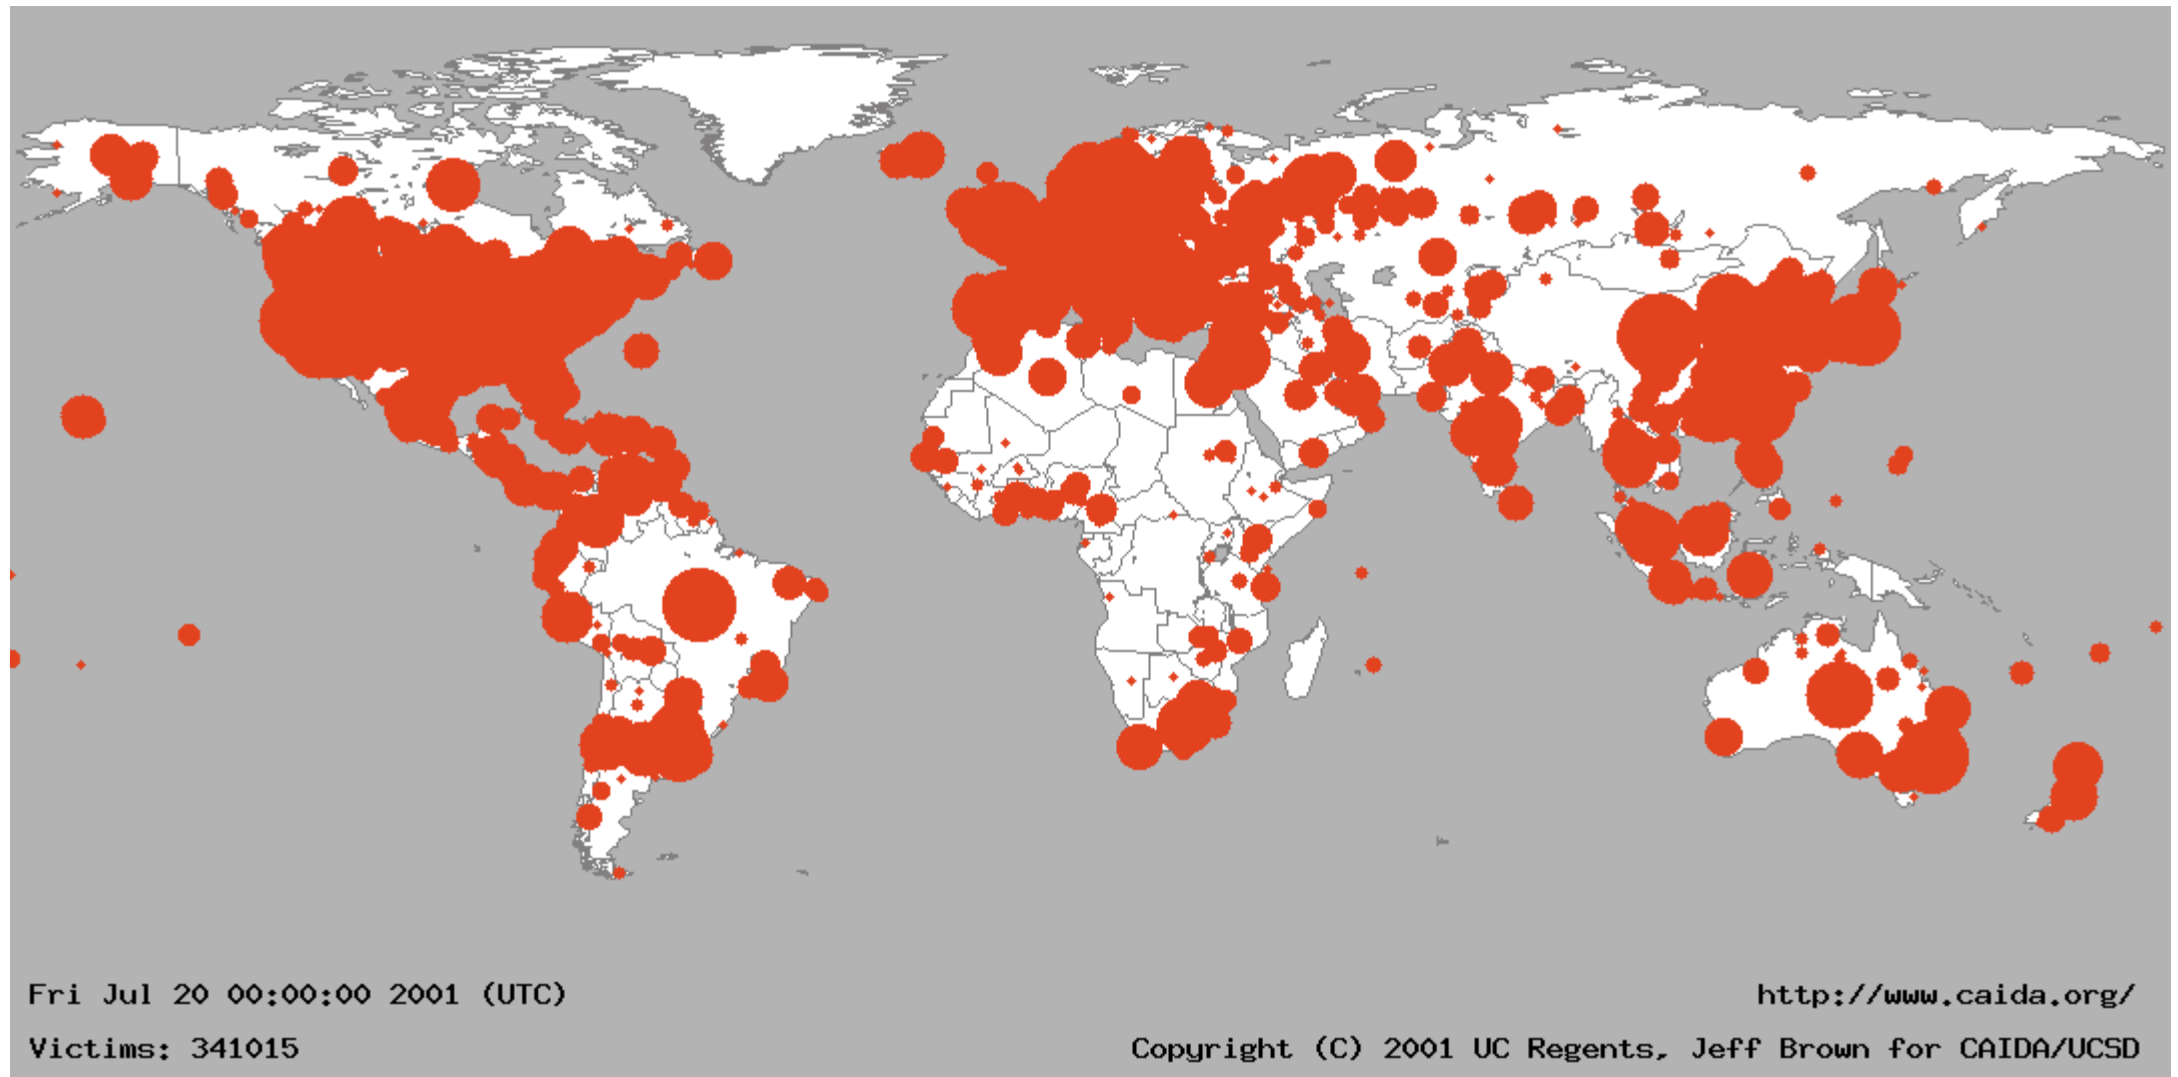 Fri Jul 20 00:00:00 2001 (UTC)
http://www.caida.org/
Victims: 341015
Copyright (C) 2001 UC Regents, Jeff Brown for CAIDA/UCSD